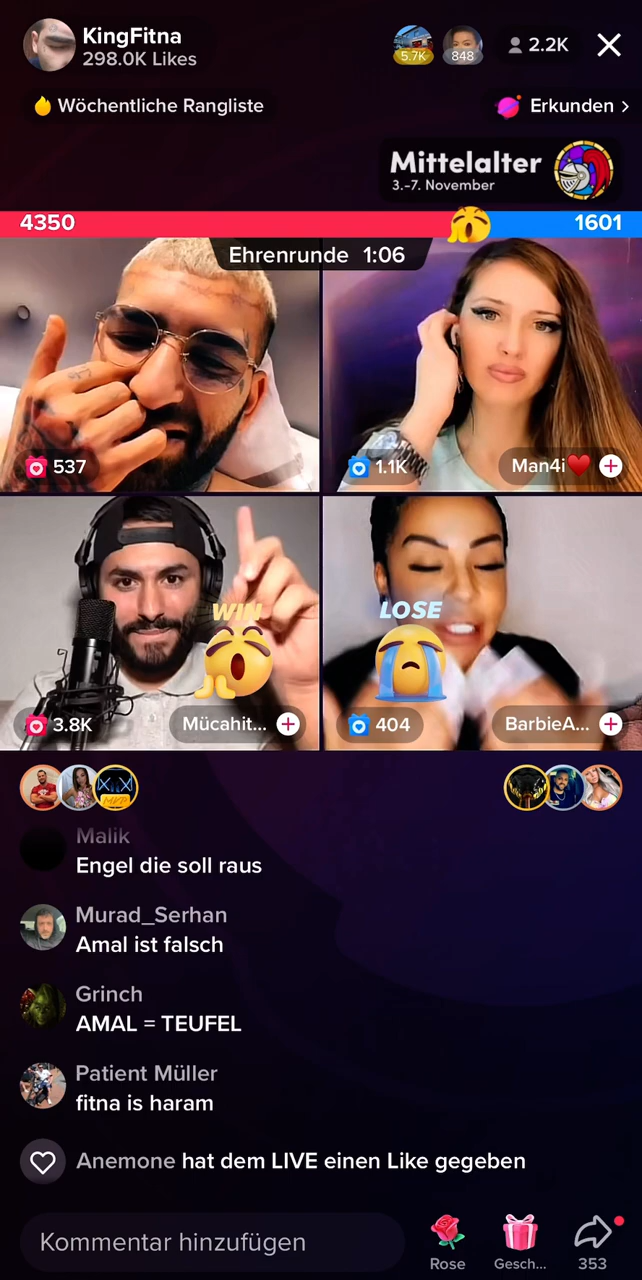 KingFitna
298.0K Likes
5.7K
848
2.2K
Wöchentliche Rangliste
Erkunden
Mittelalter
3.-7. November
4350
1601
Ehrenrunde 1:06
537
1.1K
Man4i❤️
WIN
LOSE
3.8K
Mücahit...
404
BarbieA...
Malik
Engel die soll raus
Murad_Serhan
Amal ist falsch
Grinch
AMAL = TEUFEL
Patient Müller
fitna is haram
Anemone hat dem LIVE einen Like gegeben
Kommentar hinzufügen
Rose
Gesch...
353